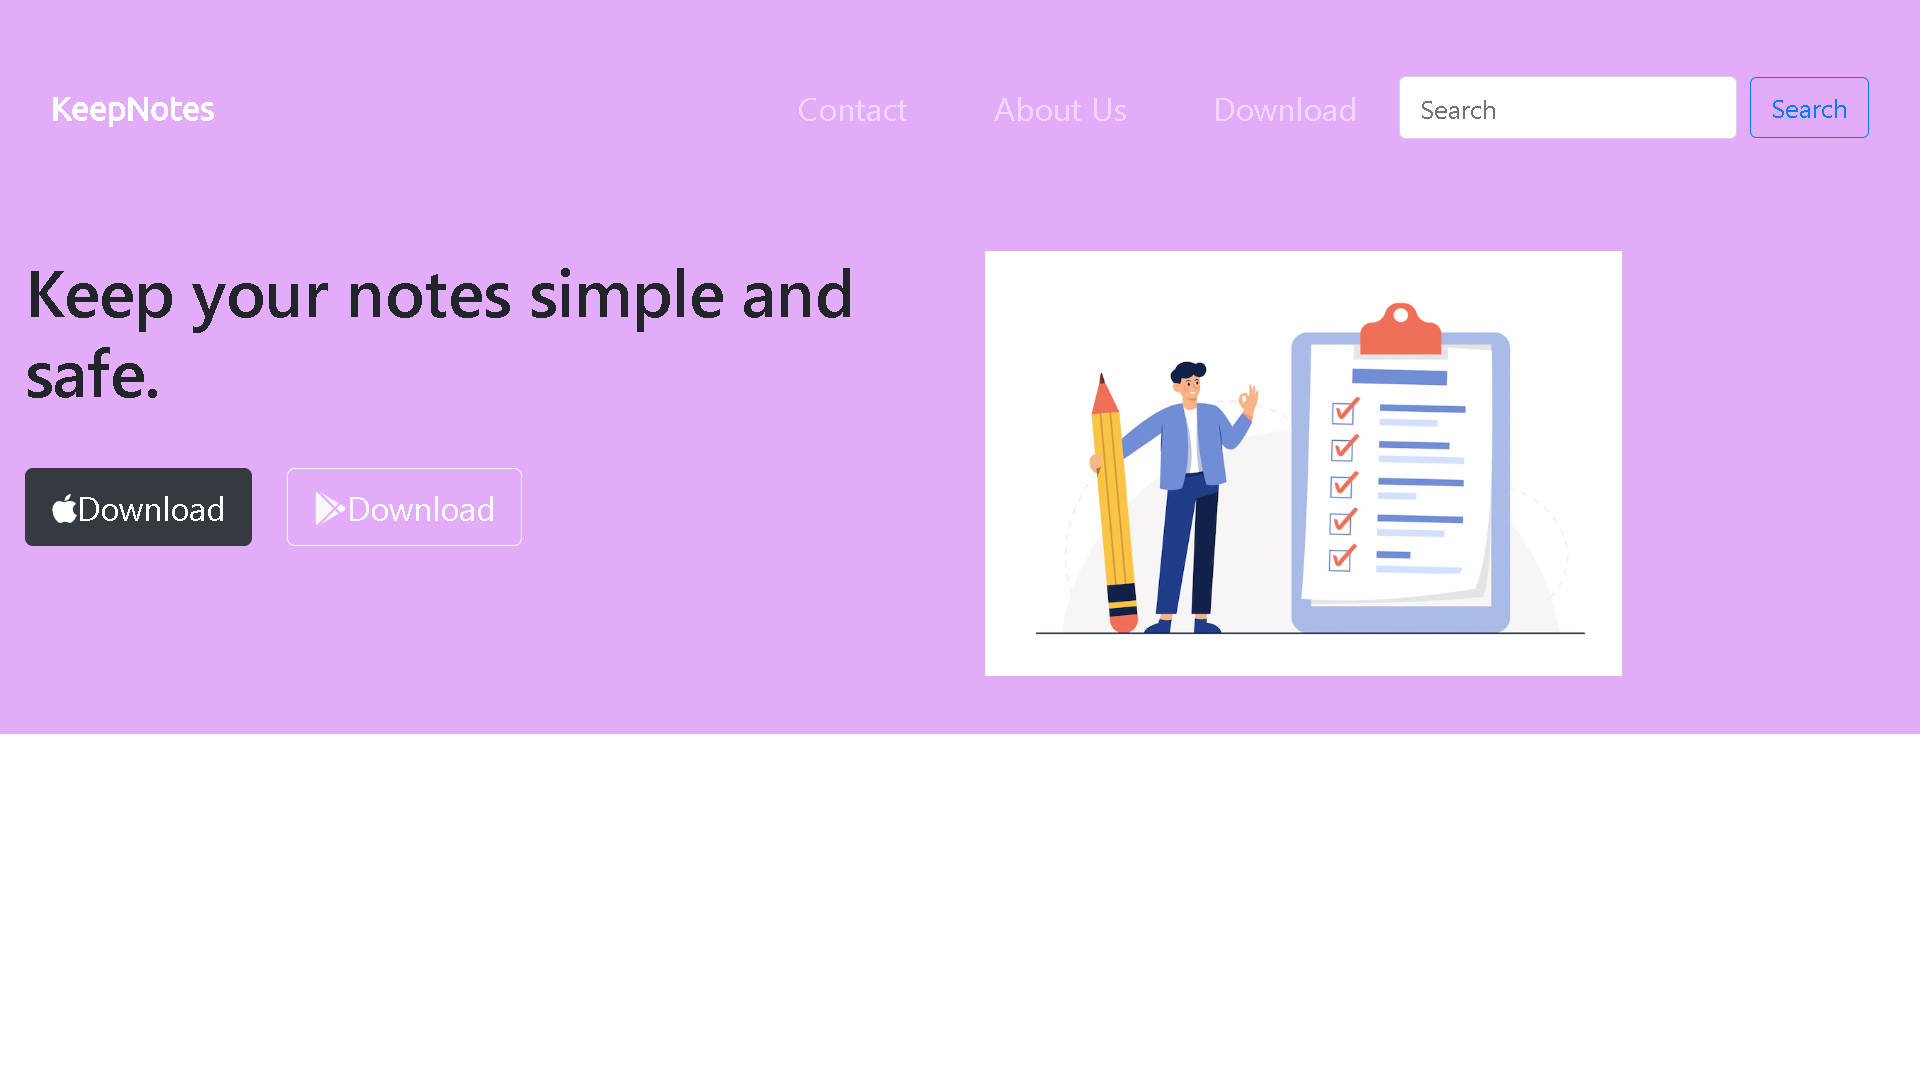 KeepNotes
Contact
About Us
Download
Search
Search
Keep your notes simple and
safe.
Download
Download